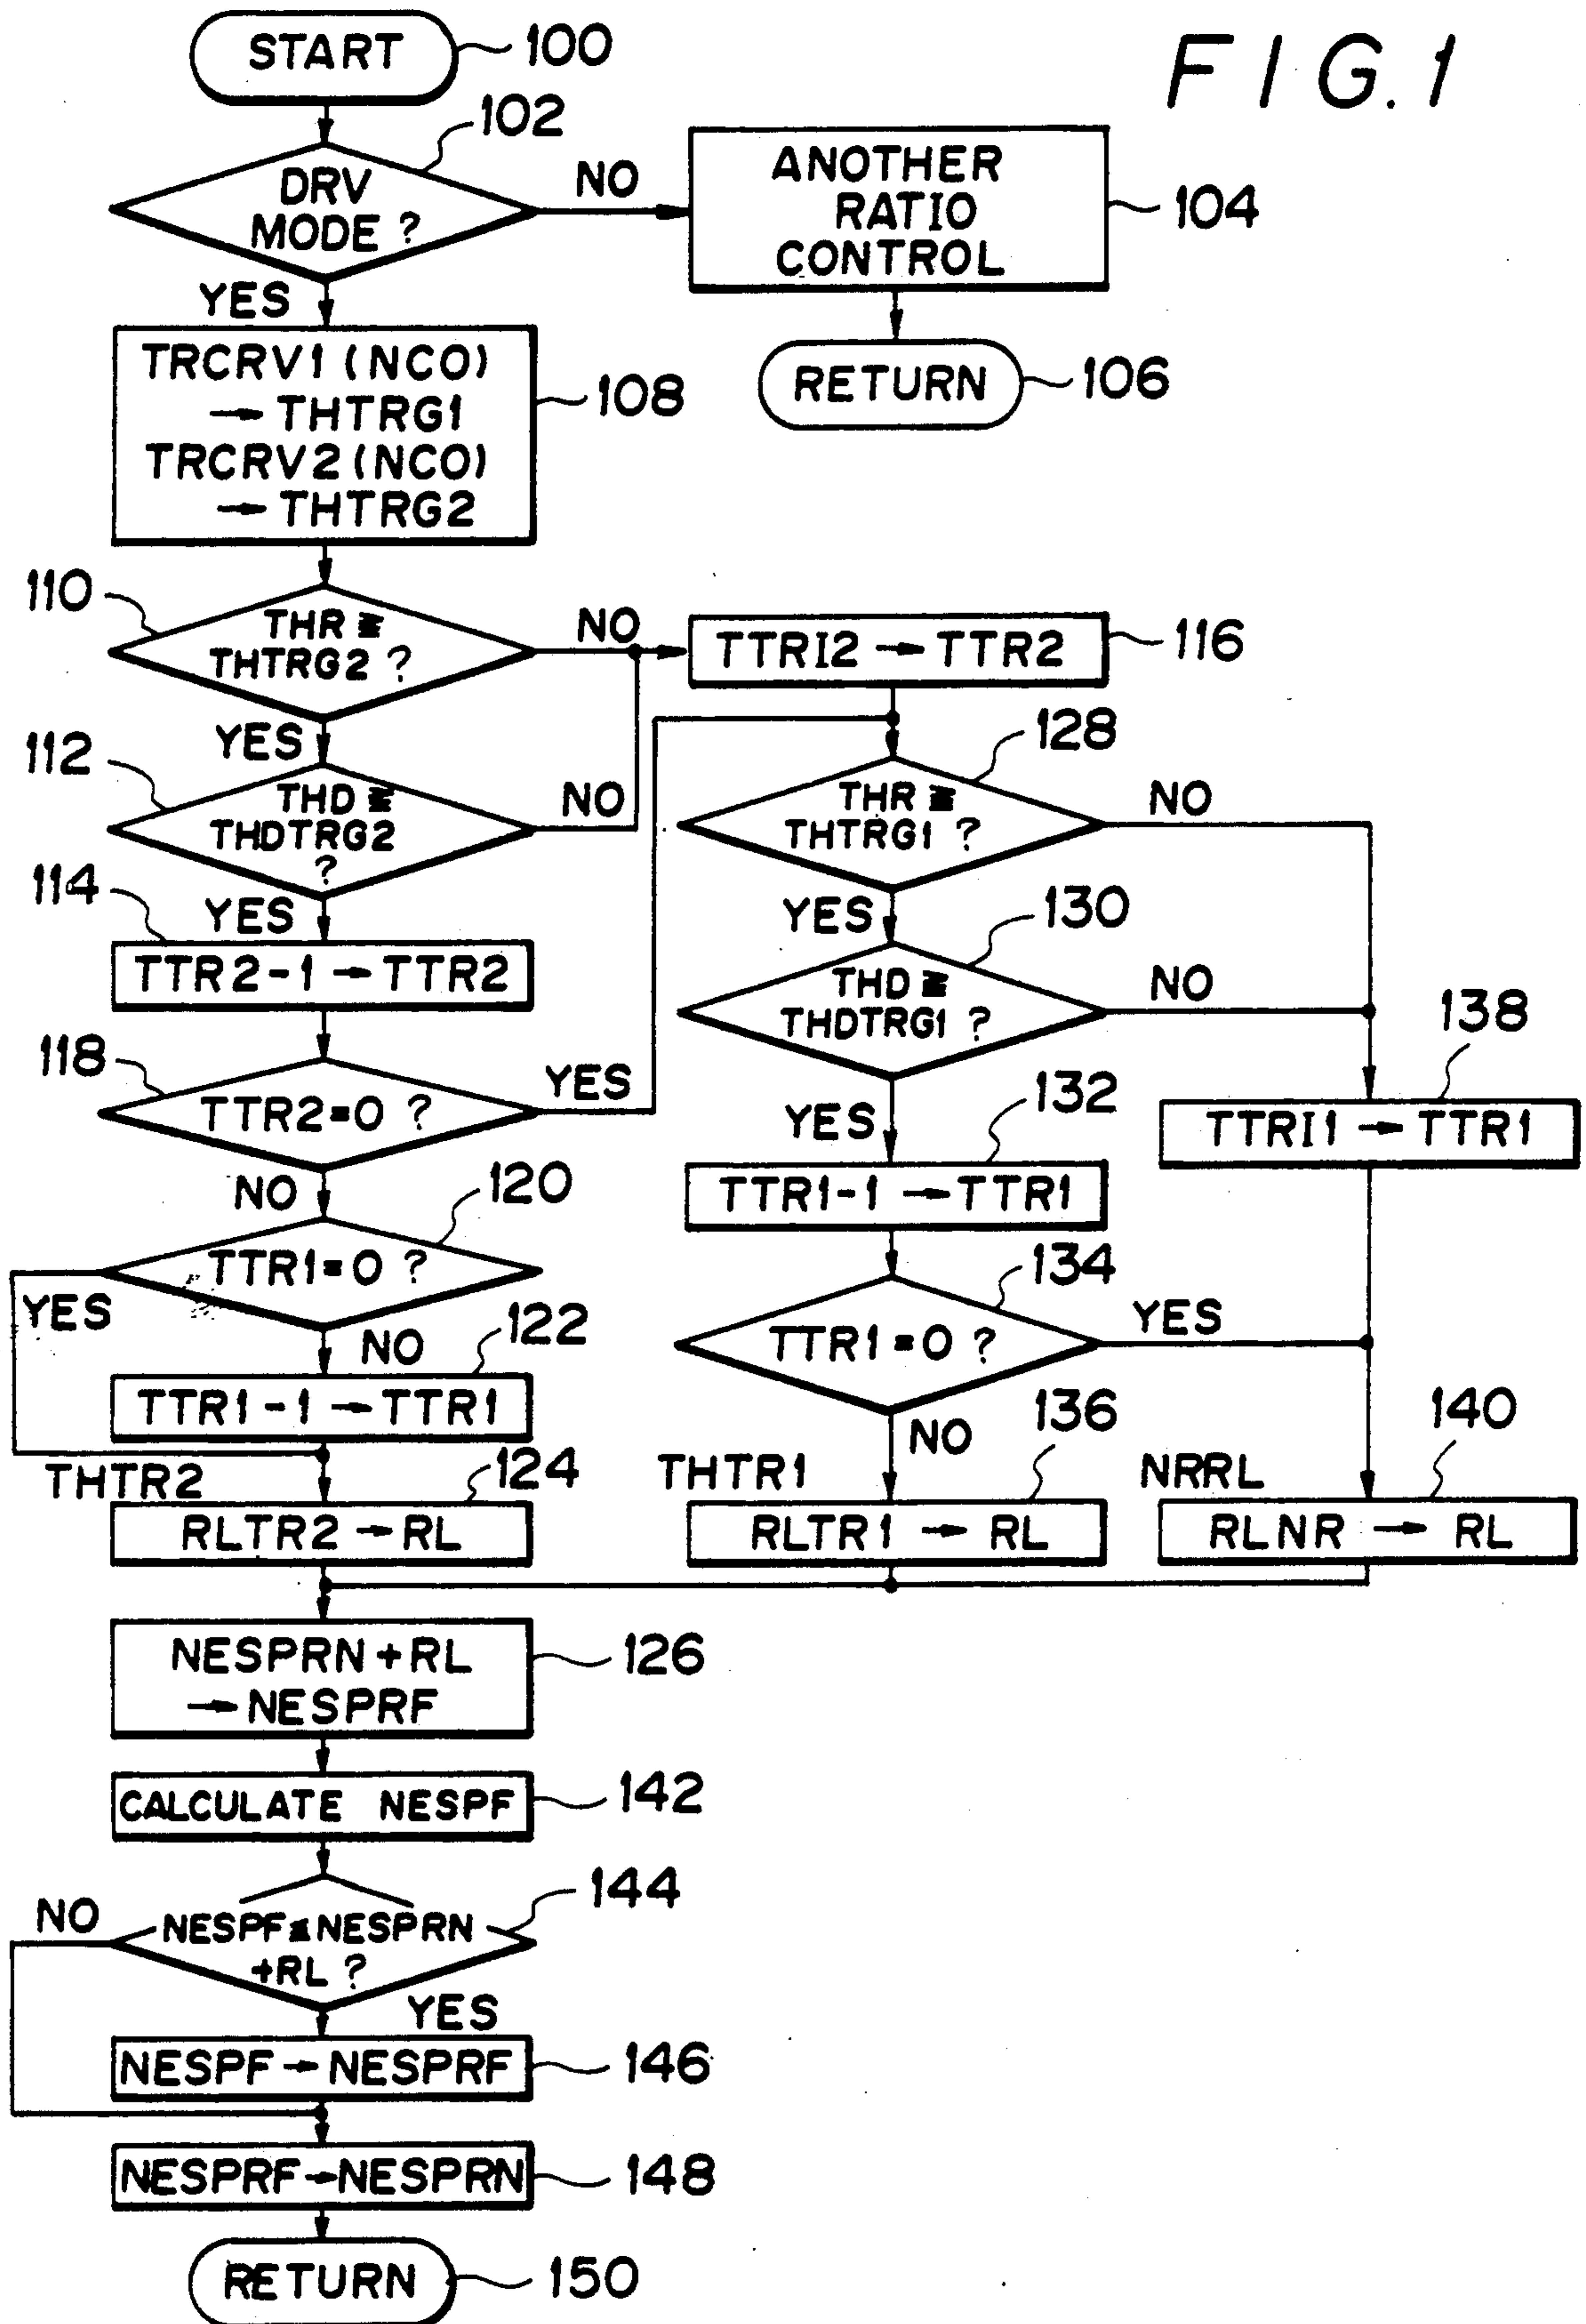 FIG.1
START
100
102
DRV
MODE ?
NO
YES
ANOTHER
RATIO
CONTROL
104
RETURN
106
TRCRV1 (NCO)
→ THTRG1
TRCRV2 (NCO)
→ THTRG2
108
110
THR ≧
THTRG2 ?
NO
YES
TTRI2 → TTR2
116
112
THD ≧
THDTRG2
?
NO
YES
114
TTR2-1 → TTR2
118
TTR2=0 ?
YES
NO
120
TTR1=0 ?
YES
NO
122
TTR1-1 → TTR1
THTR2
124
RLTR2 → RL
128
THR ≧
THTRG1 ?
NO
YES
130
THD ≧
THDTRG1 ?
NO
YES
132
TTR1-1 → TTR1
134
TTR1=0 ?
YES
NO
136
THTR1
RLTR1 → RL
138
TTRI1 → TTR1
140
NRRL
RLNR → RL
NESPRN+RL
→ NESPRF
126
CALCULATE NESPF
142
144
NESPF≦NESPRN
+RL ?
NO
YES
NESPF → NESPRF
146
NESPRF→NESPRN
148
RETURN
150